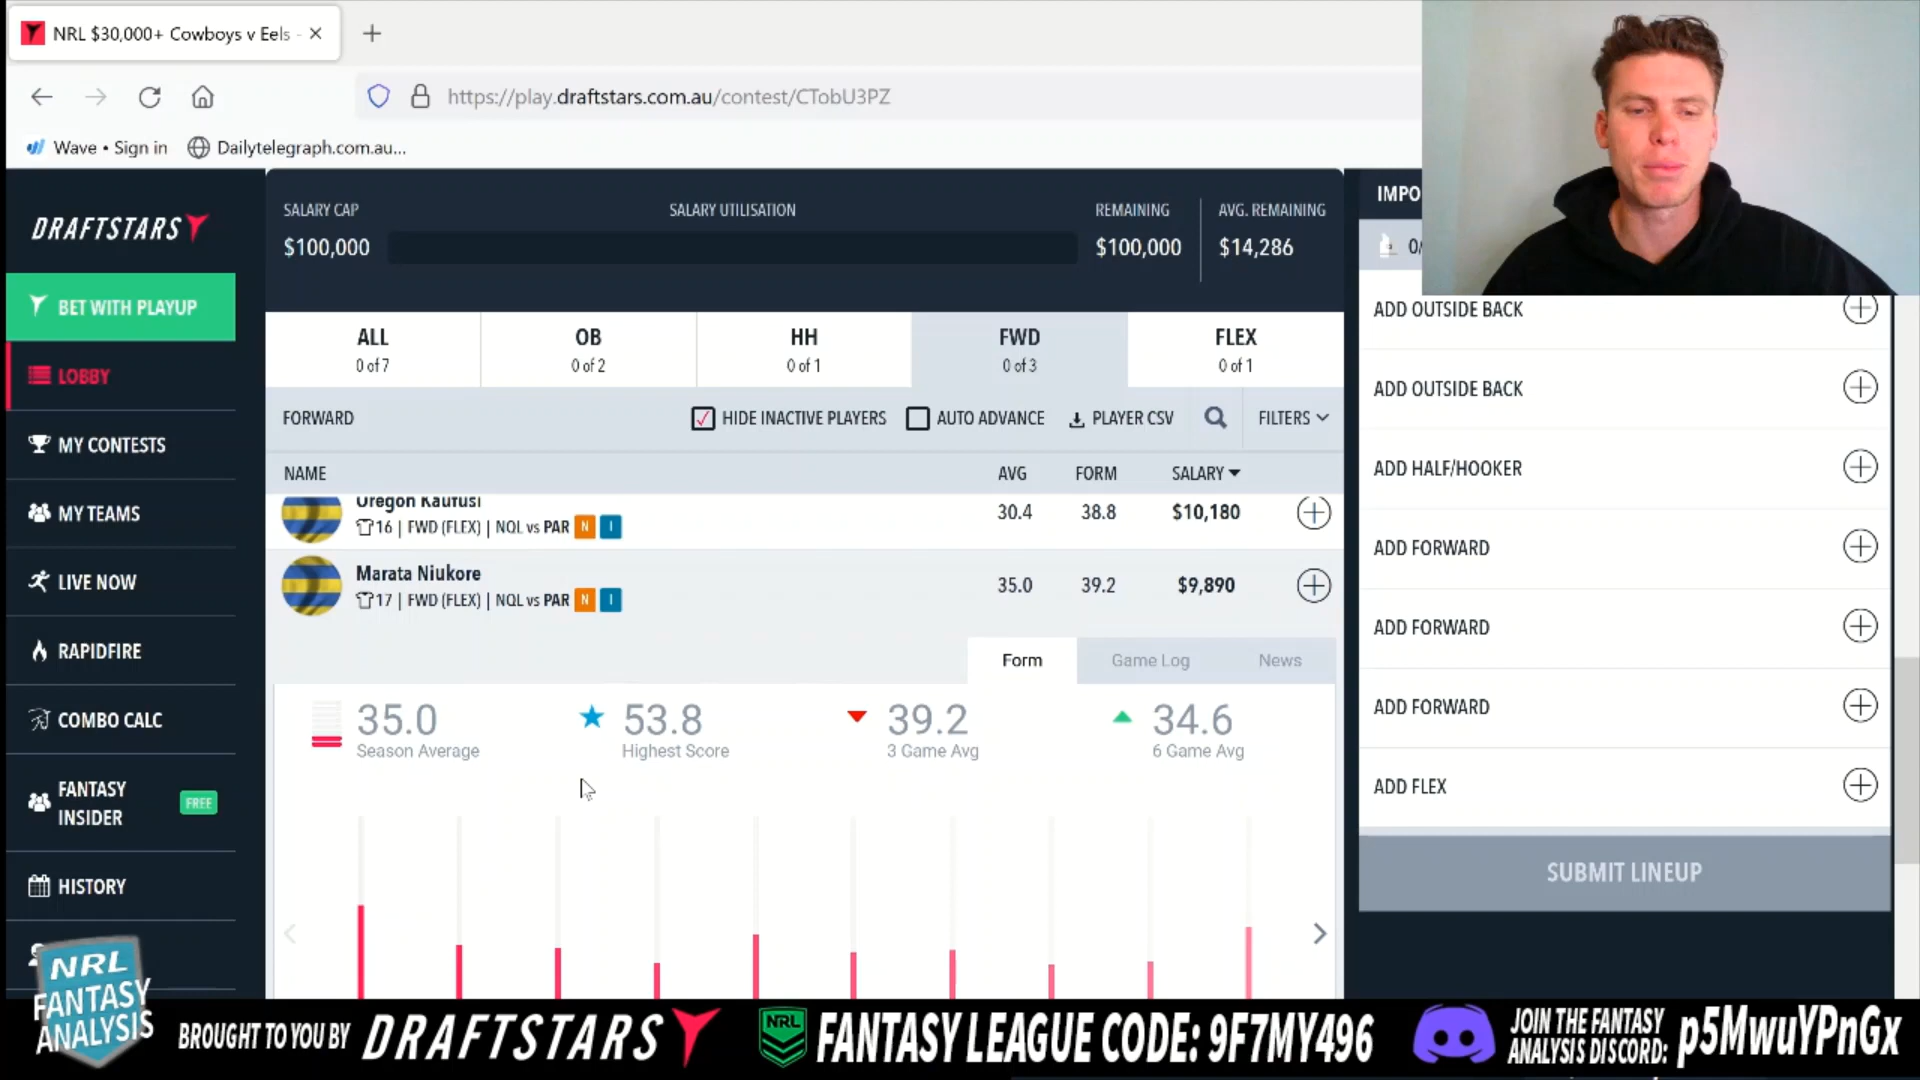 NRL $30,000+ Cowboys v Eels -
https://play.draftstars.com.au/contest/CTobU3PZ
Wave • Sign in
Dailytelegraph.com.au...
DRAFTSTARS
BET WITH PLAYUP
LOBBY
MY CONTESTS
MY TEAMS
LIVE NOW
RAPIDFIRE
COMBO CALC
FANTASY INSIDER FREE
HISTORY
SALARY CAP
$100,000
SALARY UTILISATION
REMAINING
$100,000
AVG. REMAINING
$14,286
ALL
0 of 7
OB
0 of 2
HH
0 of 1
FWD
0 of 3
FLEX
0 of 1
FORWARD
HIDE INACTIVE PLAYERS
AUTO ADVANCE
PLAYER CSV
FILTERS
NAME AVG FORM SALARY
Oregon Kaufusi
16 | FWD (FLEX) | NQL vs PAR N I
30.4 38.8 $10,180
Marata Niukore
17 | FWD (FLEX) | NQL vs PAR N I
35.0 39.2 $9,890
Form Game Log News
35.0
Season Average
53.8
Highest Score
39.2
3 Game Avg
34.6
6 Game Avg
IMPO
0/
ADD OUTSIDE BACK
ADD OUTSIDE BACK
ADD HALF/HOOKER
ADD FORWARD
ADD FORWARD
ADD FORWARD
ADD FLEX
SUBMIT LINEUP
NRL
FANTASY
ANALYSIS
BROUGHT TO YOU BY DRAFTSTARS
NRL
FANTASY LEAGUE CODE: 9F7MY496
JOIN THE FANTASY
ANALYSIS DISCORD: p5MwuYPnGx